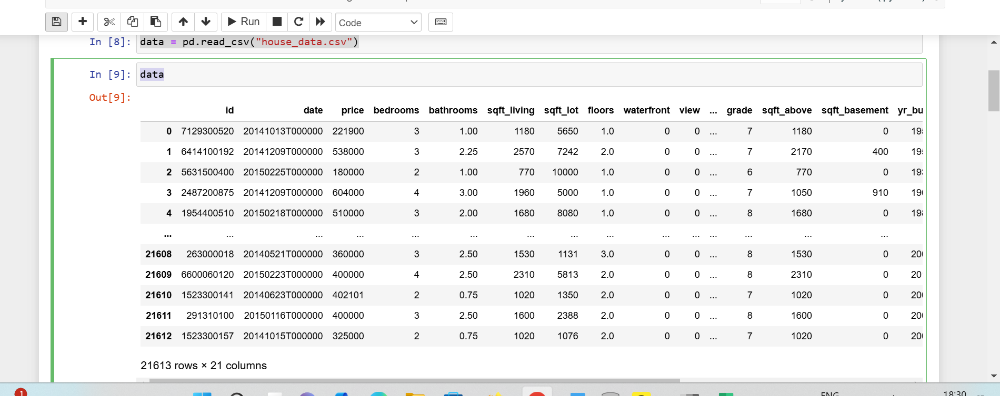 Run
Code
In [8]: data = pd.read_csv("house_data.csv")
In [9]: data
Out[9]:
id date price bedrooms bathrooms sqft_living sqft_lot floors waterfront view ... grade sqft_above sqft_basement yr_bu
0 7129300520 20141013T000000 221900 3 1.00 1180 5650 1.0 0 0 ... 7 1180 0
1 6414100192 20141209T000000 538000 3 2.25 2570 7242 2.0 0 0 ... 7 2170 400
2 5631500400 20150225T000000 180000 2 1.00 770 10000 1.0 0 0 ... 6 770 0
3 2487200875 20141209T000000 604000 4 3.00 1960 5000 1.0 0 0 ... 7 1050 910
4 1954400510 20150218T000000 510000 3 2.00 1680 8080 1.0 0 0 ... 8 1680 0
... ... ... ... ... ... ... ... ... ... ... ... ... ... ...
21608 263000018 20140521T000000 360000 3 2.50 1530 1131 3.0 0 0 ... 8 1530 0
21609 6600060120 20150223T000000 400000 4 2.50 2310 5813 2.0 0 0 ... 8 2310 0
21610 1523300141 20140623T000000 402101 2 0.75 1020 1350 2.0 0 0 ... 7 1020 0
21611 291310100 20150116T000000 400000 3 2.50 1600 2388 2.0 0 0 ... 8 1600 0
21612 1523300157 20141015T000000 325000 2 0.75 1020 1076 2.0 0 0 ... 7 1020 0
21613 rows × 21 columns
1
ENG
18:30